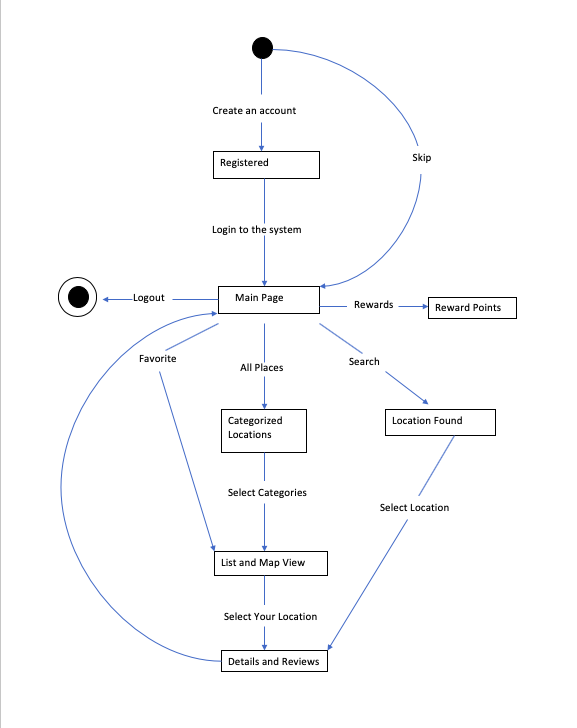 Create an account
Skip
Registered
Login to the system
Logout
Main Page
Rewards
Reward Points
Favorite
All Places
Search
Categorized
Locations
Location Found
Select Categories
Select Location
List and Map View
Select Your Location
Details and Reviews